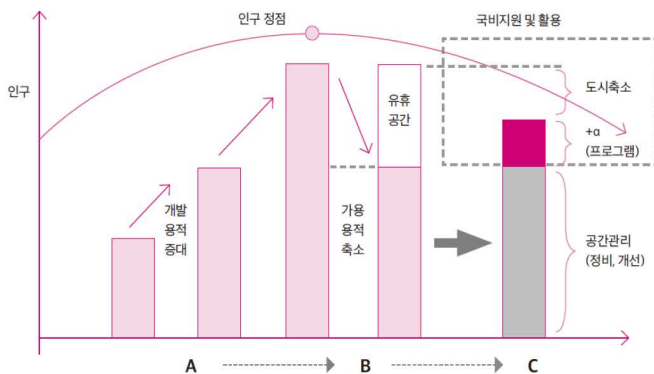 인구 정점
국비지원 및 활용
인구
유휴
공간
도시축소
+α
(프로그램)
개발
용적
증대
가용
용적
축소
공간관리
(정비, 개선)
A
B
C